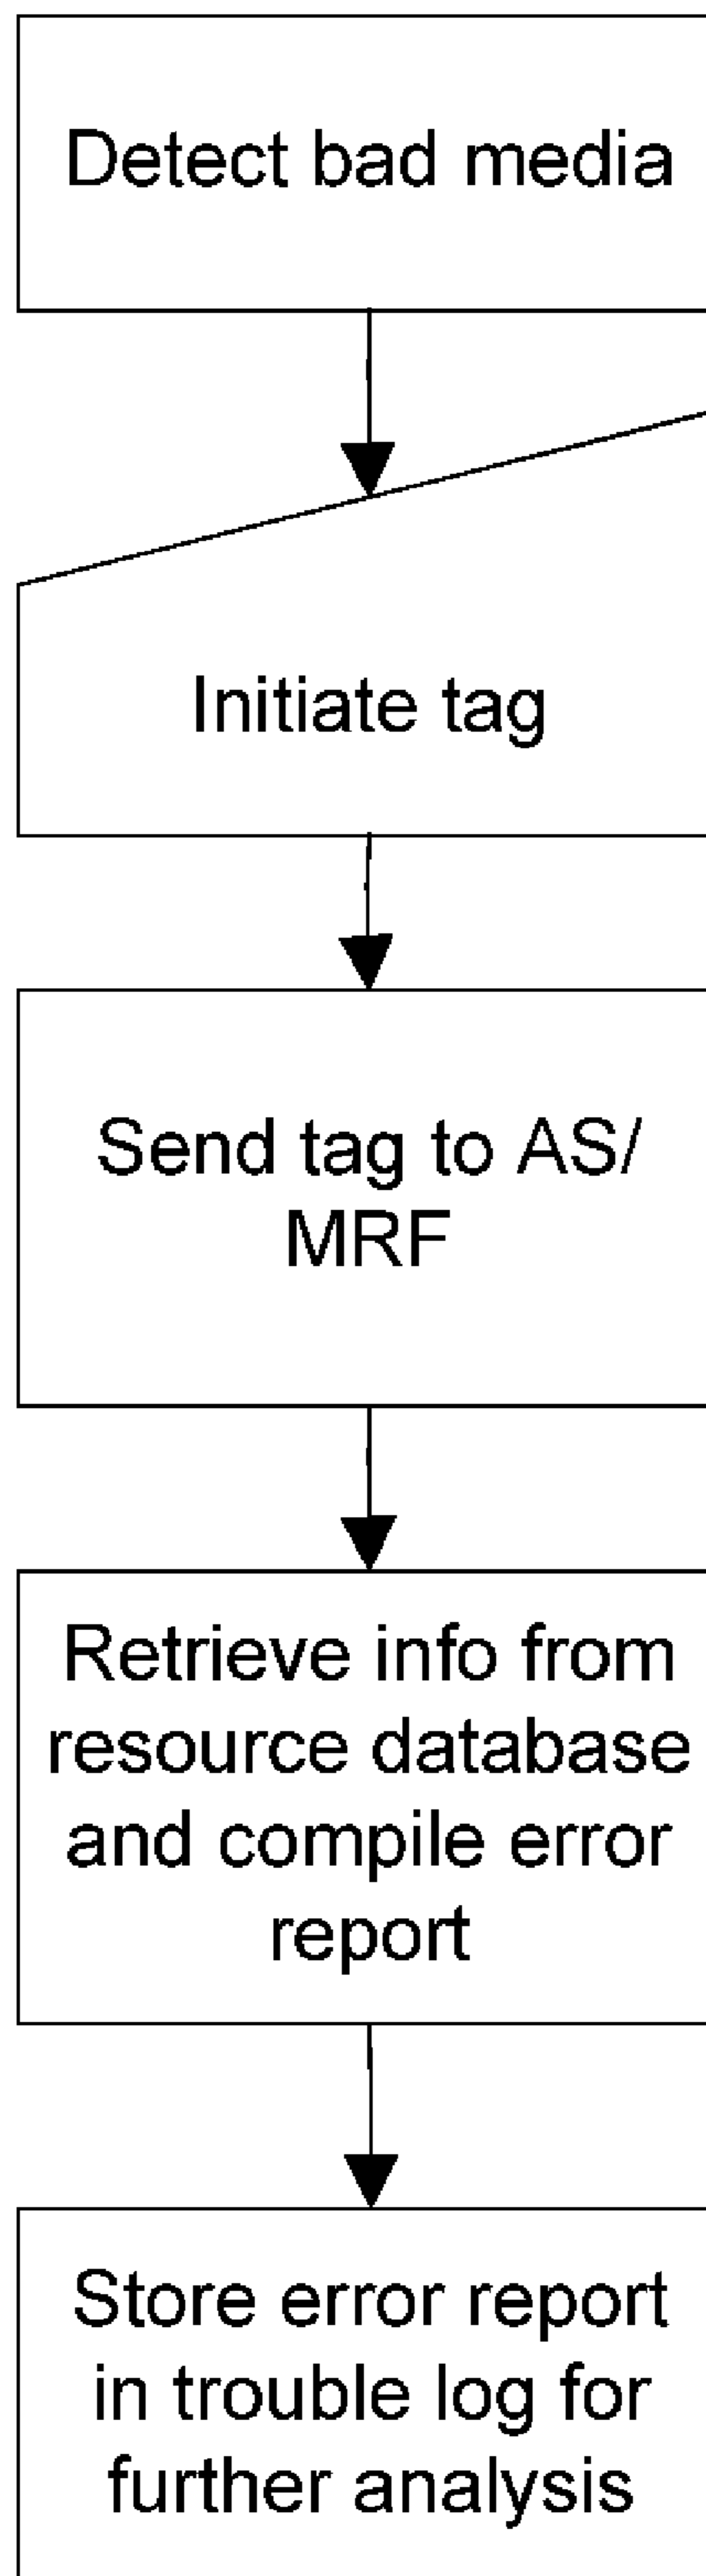 Detect bad media
Initiate tag
Send tag to AS/
MRF
Retrieve info from
resource database
and compile error
report
Store error report
in trouble log for
further analysis